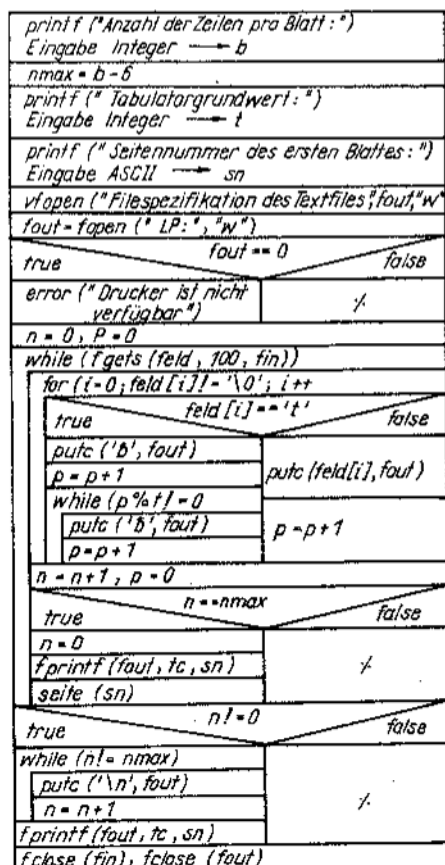 printf ("Anzahl der Zeilen pro Blatt:")
Eingabe Integer → b
nmax = b - 6
printf ("Tabulatorgrundwert:")
Eingabe Integer → t
printf ("Seitennummer des ersten Blattes:")
Eingabe ASCII → sn
vfopen ("Filespezifikation des Textfiles",fout,"w"
fout = fopen ("LP:", "w")
fout == 0
true false
error ("Drucker ist nicht
verfügbar") ⁒
n = 0, P = 0
while (fgets (feld, 100, fin))
for (i=0; feld[i]!='\0'; i++
feld[i]=='t'
true false
putc ('ƀ', fout)
p = p+1
putc (feld[i], fout)
while (p%t!=0
putc ('ƀ', fout)
p=p+1
p = p+1
n = n+1, p = 0
n==nmax
true false
n=0
fprintf (fout, tc, sn) ⁒
seite (sn)
n!=0
true false
while (n!= nmax)
putc ('\n', fout) ⁒
n = n+1
fprintf (fout, tc, sn)
fclose (fin), fclose (fout)